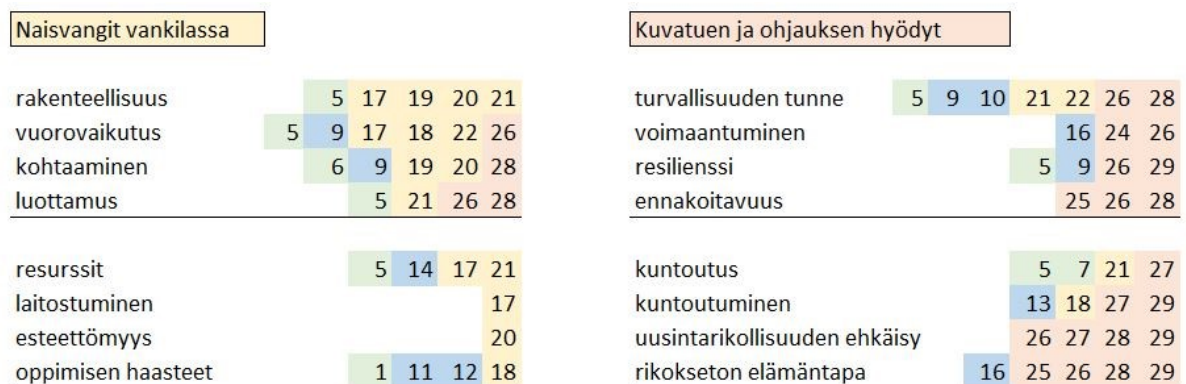 Naisvangit vankilassa
rakenteellisuus 5 17 19 20 21
vuorovaikutus 5 9 17 18 22 26
kohtaaminen 6 9 19 20 28
luottamus 5 21 26 28
resurssit 5 14 17 21
laitostuminen 17
esteettömyys 20
oppimisen haasteet 1 11 12 18
Kuvatuen ja ohjauksen hyödyt
turvallisuuden tunne 5 9 10 21 22 26 28
voimaantuminen 16 24 26
resilienssi 5 9 26 29
ennakoitavuus 25 26 28
kuntoutus 5 7 21 27
kuntoutuminen 13 18 27 29
uusintarikollisuuden ehkäisy 26 27 28 29
rikokseton elämäntapa 16 25 26 28 29